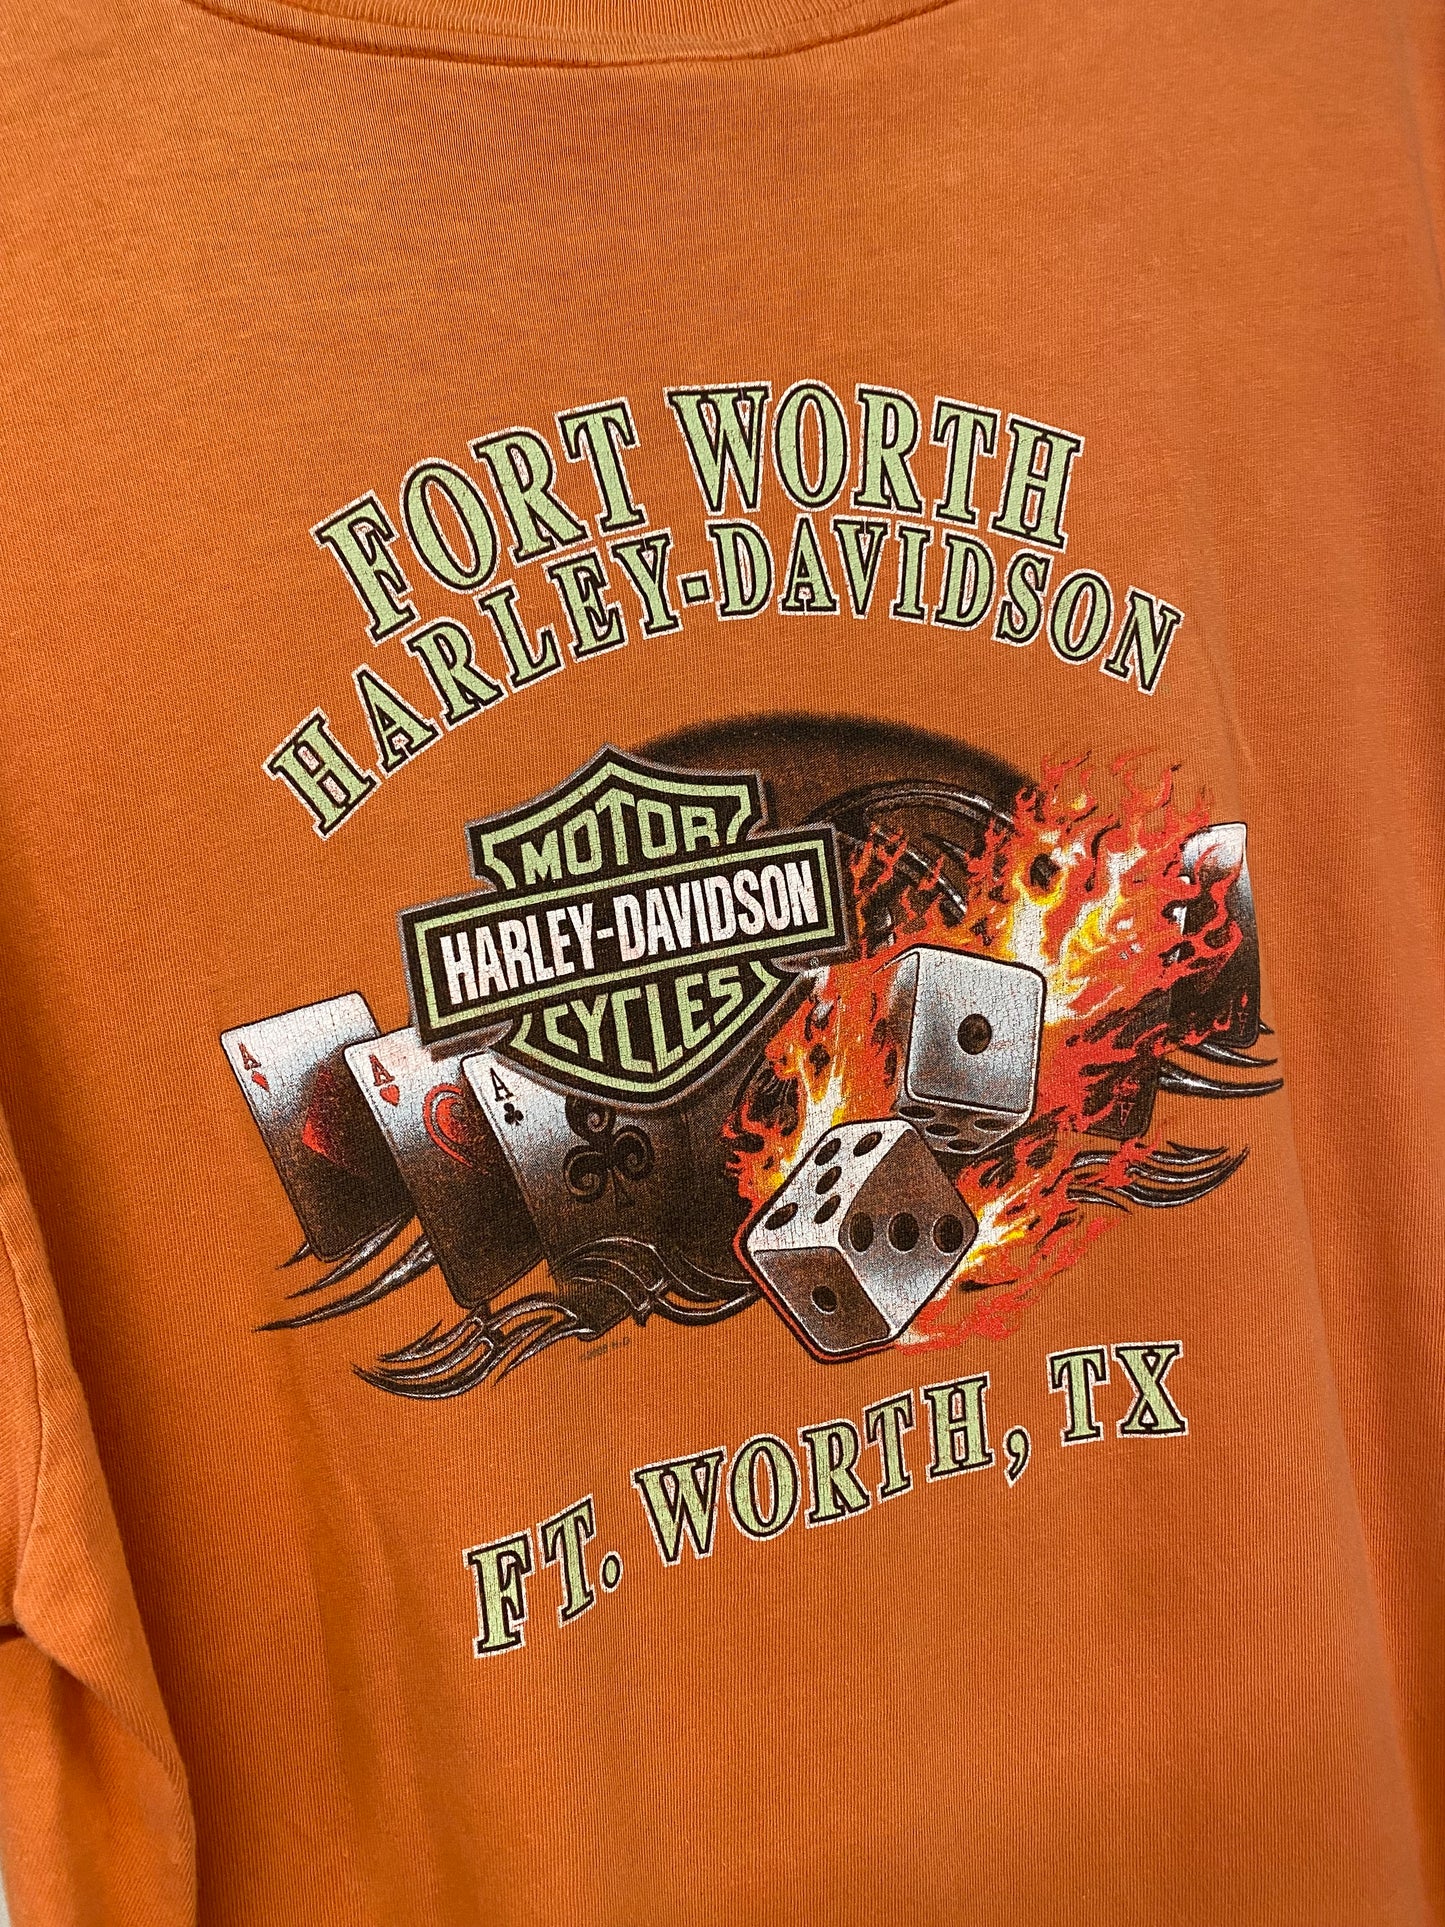 FORT WORTH
HARLEY-DAVIDSON
MOTOR
HARLEY-DAVIDSON
®
CYCLES
A
A
A
FT. WORTH, TX